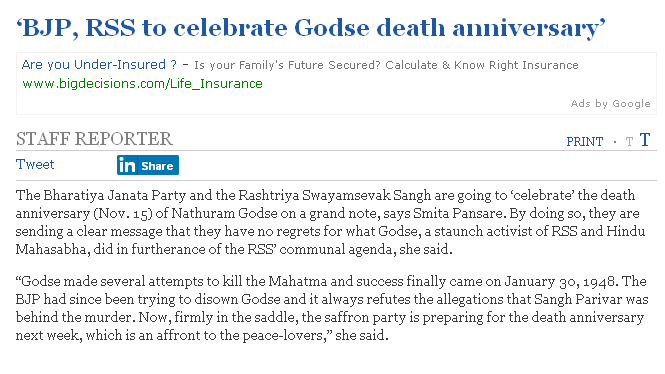 ‘BJP, RSS to celebrate Godse death anniversary’
Are you Under-Insured ? – Is your Family's Future Secured? Calculate & Know Right Insurance
www.bigdecisions.com/Life_Insurance
Ads by Google
STAFF REPORTER
PRINT · T T
Tweet
in Share
The Bharatiya Janata Party and the Rashtriya Swayamsevak Sangh are going to ‘celebrate’ the death
anniversary (Nov. 15) of Nathuram Godse on a grand note, says Smita Pansare. By doing so, they are
sending a clear message that they have no regrets for what Godse, a staunch activist of RSS and Hindu
Mahasabha, did in furtherance of the RSS’ communal agenda, she said.
“Godse made several attempts to kill the Mahatma and success finally came on January 30, 1948. The
BJP had since been trying to disown Godse and it always refutes the allegations that Sangh Parivar was
behind the murder. Now, firmly in the saddle, the saffron party is preparing for the death anniversary
next week, which is an affront to the peace-lovers,” she said.